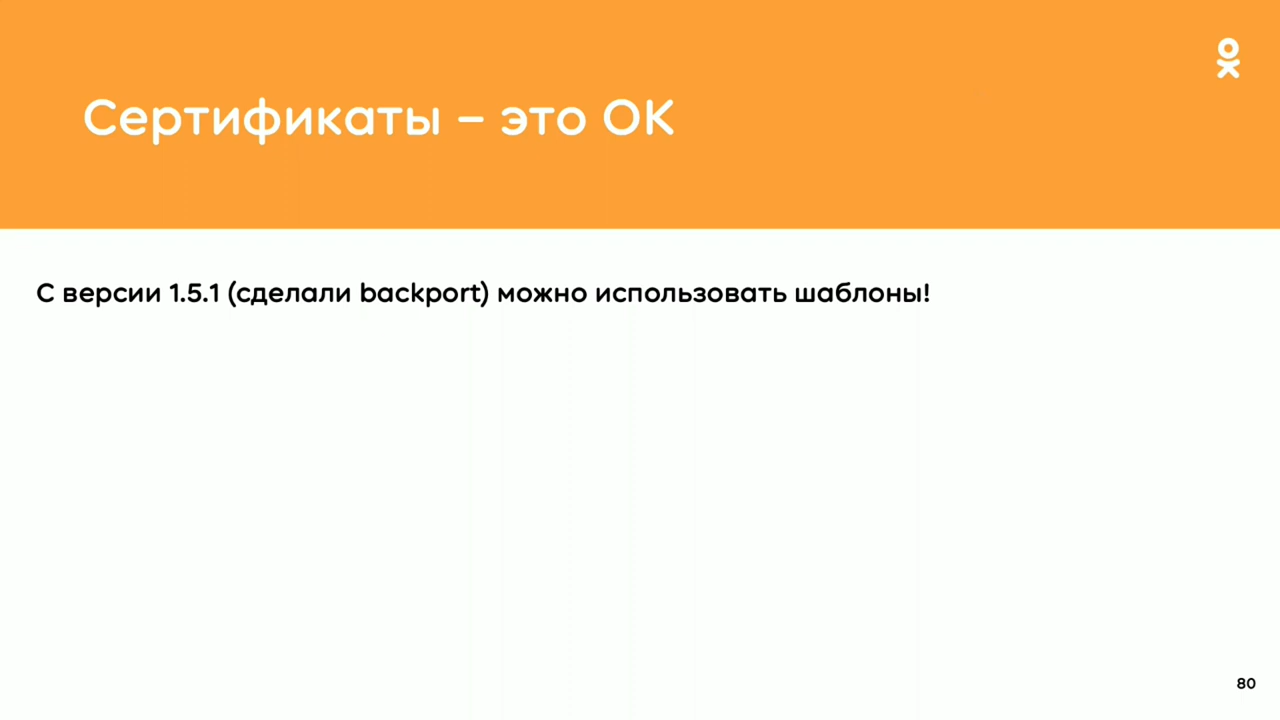 Сертификаты – это ОК
С версии 1.5.1 (сделали backport) можно использовать шаблоны!
80